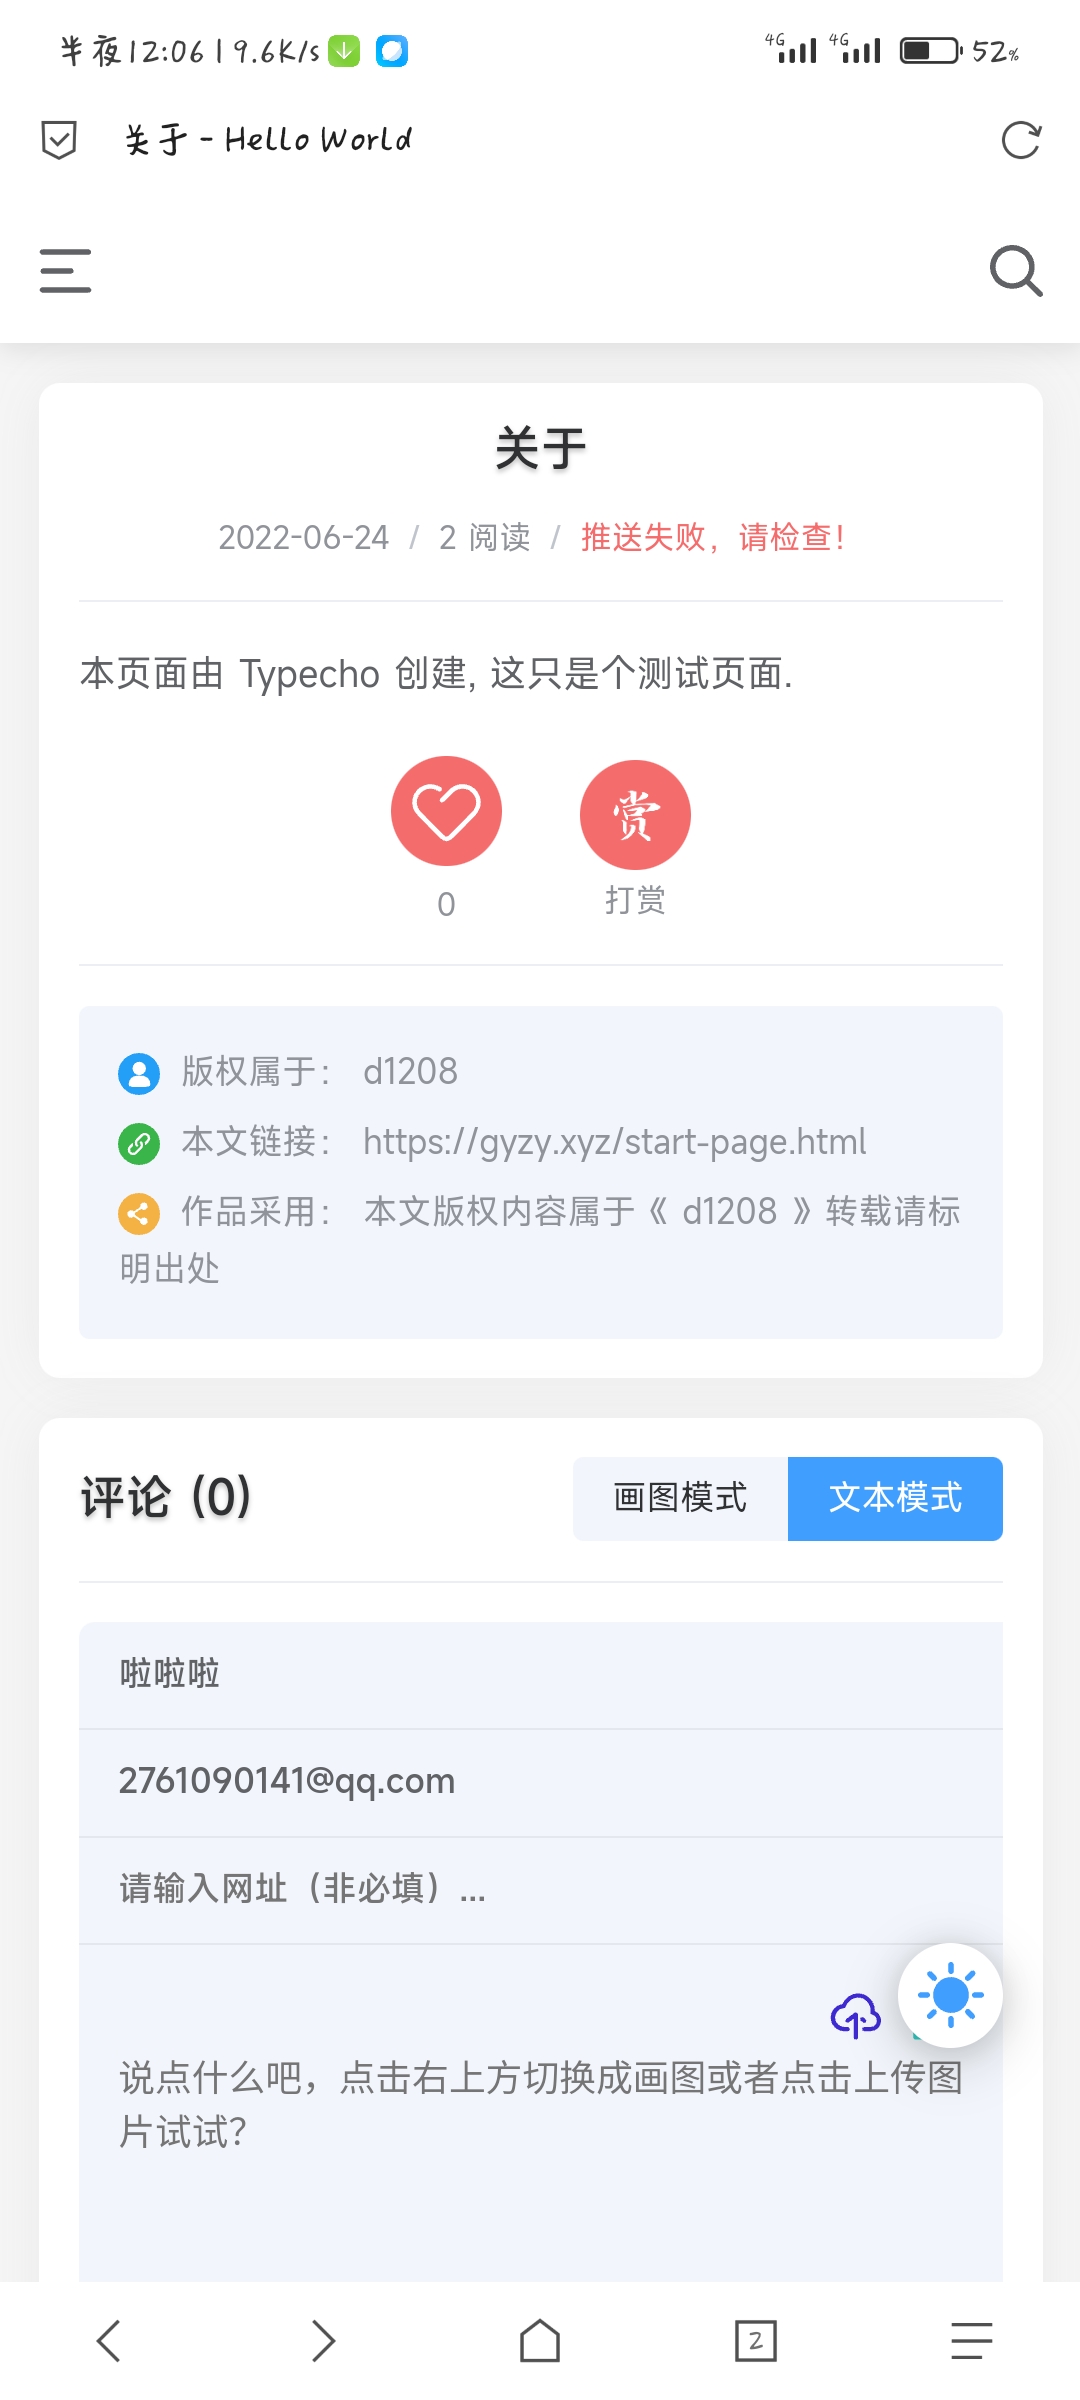 半夜12:06 | 9.6K/s 4G 4G 52%
关于 - Hello World
关于
2022-06-24 / 2 阅读 / 推送失败，请检查！
本页面由 Typecho 创建, 这只是个测试页面.
赏
0 打赏
版权属于： d1208
本文链接： https://gyzy.xyz/start-page.html
作品采用： 本文版权内容属于《 d1208 》转载请标
明出处
评论 (0) 画图模式 文本模式
啦啦啦
2761090141@qq.com
请输入网址（非必填）...
说点什么吧，点击右上方切换成画图或者点击上传图
片试试？
2